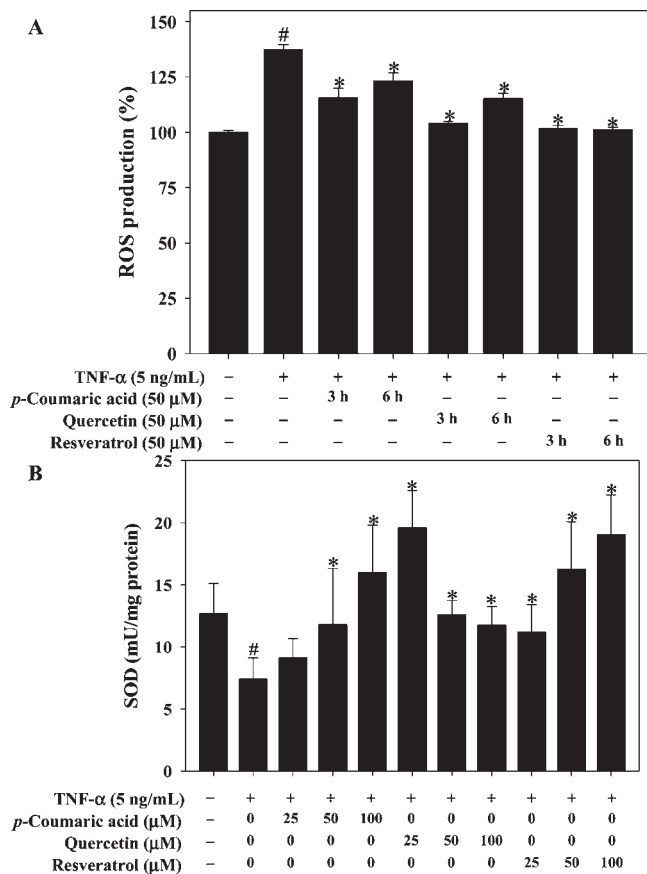 A
ROS production (%)
150
125
100
75
50
25
0
# * * * * * *
TNF-α (5 ng/mL) – + + + + + + +
p-Coumaric acid (50 µM) – – 3 h 6 h – – – –
Quercetin (50 µM) – – – – 3 h 6 h – –
Resveratrol (50 µM) – – – – – – 3 h 6 h
B
SOD (mU/mg protein)
25
20
15
10
5
0
# * * * * * * * *
TNF-α (5 ng/mL) – + + + + + + + + + +
p-Coumaric acid (µM) – 0 25 50 100 0 0 0 0 0 0
Quercetin (µM) – 0 0 0 0 25 50 100 0 0 0
Resveratrol (µM) – 0 0 0 0 0 0 0 25 50 100